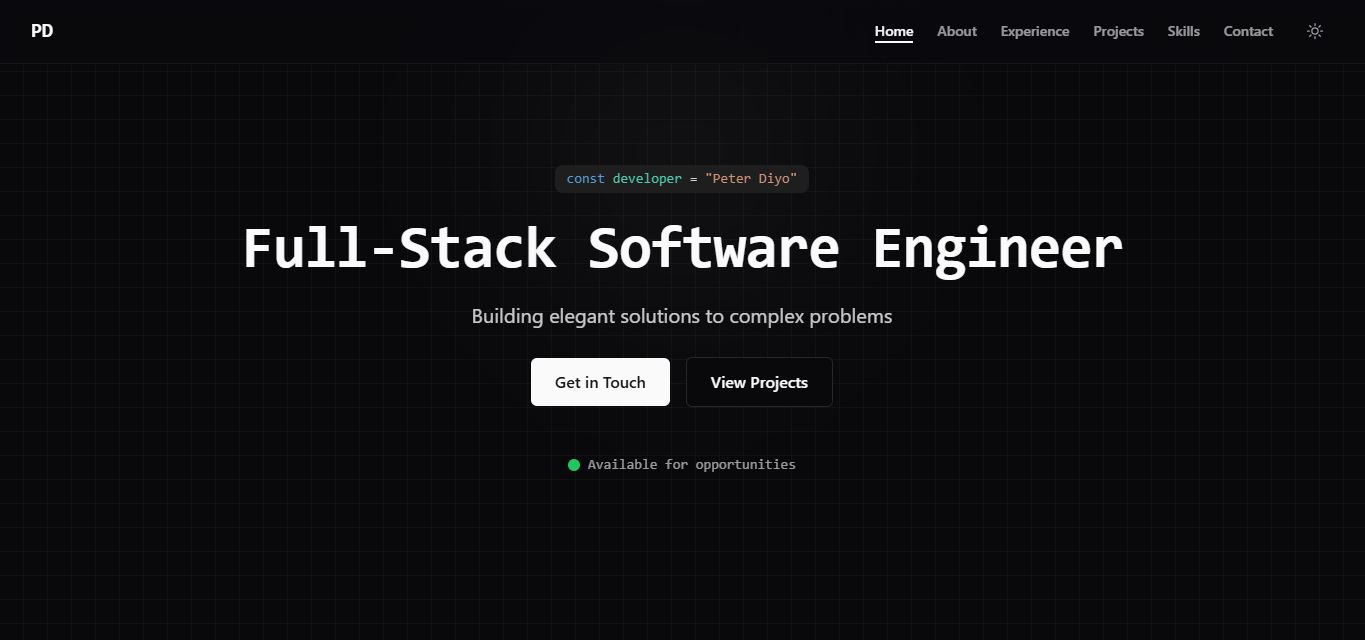 PD
Home About Experience Projects Skills Contact
const developer = "Peter Diyo"
Full-Stack Software Engineer
Building elegant solutions to complex problems
Get in Touch View Projects
Available for opportunities